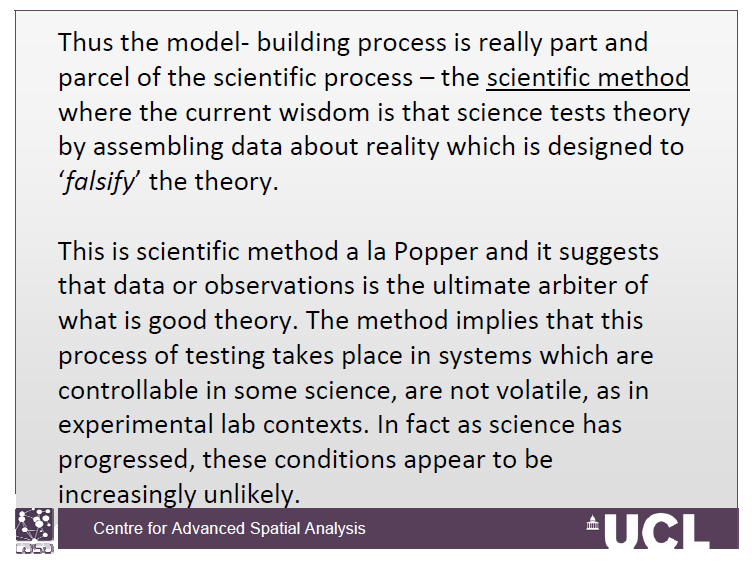 Thus the model- building process is really part and
parcel of the scientific process – the scientific method
where the current wisdom is that science tests theory
by assembling data about reality which is designed to
‘falsify’ the theory.
This is scientific method a la Popper and it suggests
that data or observations is the ultimate arbiter of
what is good theory. The method implies that this
process of testing takes place in systems which are
controllable in some science, are not volatile, as in
experimental lab contexts. In fact as science has
progressed, these conditions appear to be
increasingly unlikely.
casa
Centre for Advanced Spatial Analysis
UCL